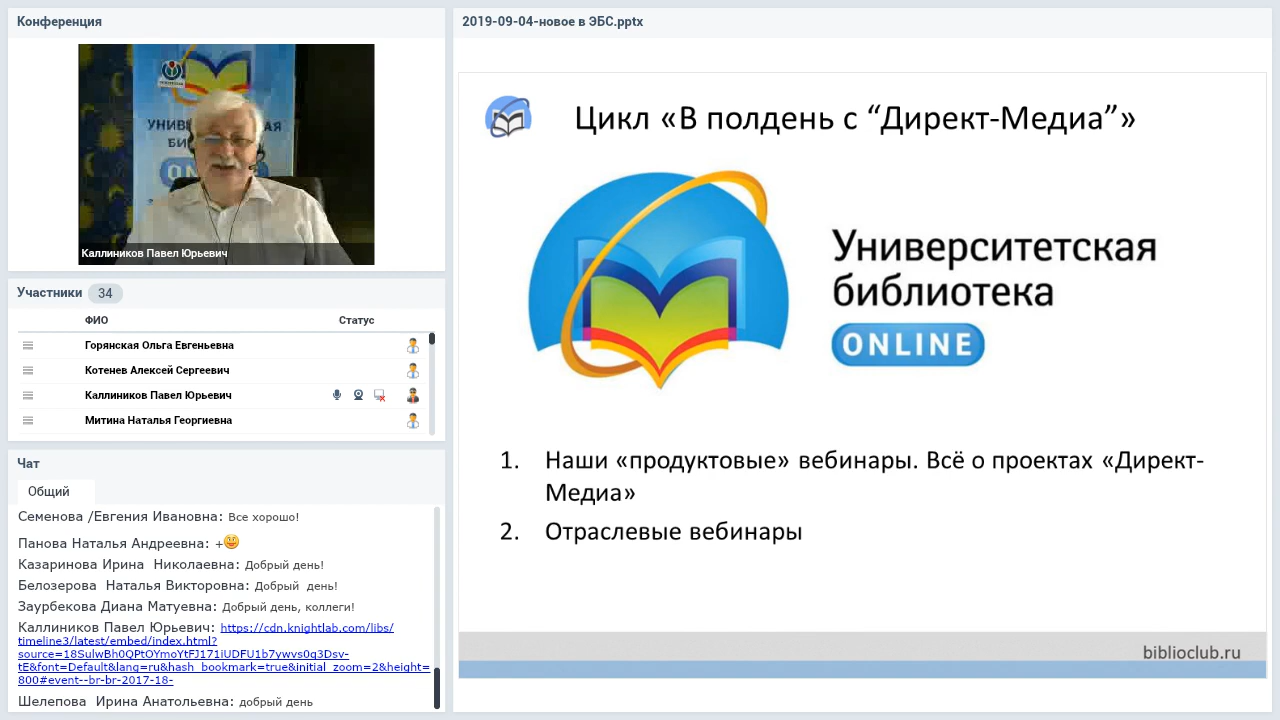 Конференция
УНИВ
АЯ
БИБ
ON
Каллиников Павел Юрьевич
Участники 34
ФИО Статус
Горянская Ольга Евгеньевна
Котенев Алексей Сергеевич
Каллиников Павел Юрьевич
Митина Наталья Георгиевна
Чат
Общий
Семенова /Евгения Ивановна: Все хорошо!
Панова Наталья Андреевна: +
Казаринова Ирина Николаевна: Добрый день!
Белозерова Наталья Викторовна: Добрый день!
Заурбекова Диана Матуевна: Добрый день, коллеги!
Каллиников Павел Юрьевич: https://cdn.knightlab.com/libs/
timeline3/latest/embed/index.html?
source=18SulwBh0QPtOYmoYtFJ171iUDFU1b7ywvs0q3Dsv-
tE&font=Default&lang=ru&hash_bookmark=true&initial_zoom=2&height=
800#event--br-br-2017-18-
Шелепова Ирина Анатольевна: добрый день
2019-09-04-новое в ЭБС.pptx
Цикл «В полдень с “Директ-Медиа”»
Университетская
библиотека
ONLINE
1. Наши «продуктовые» вебинары. Всё о проектах «Директ-
Медиа»
2. Отраслевые вебинары
biblioclub.ru